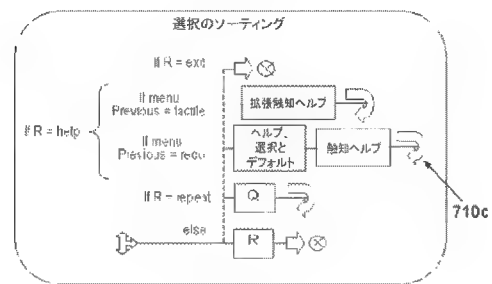 選択のソーティング
If R = exit
If menu
Previous = tactile
拡張触知ヘルプ
If R = help
If menu
Previous = reco
ヘルプ、
選択と
デフォルト
触知ヘルプ
If R = repeat
Q
710c
else
R